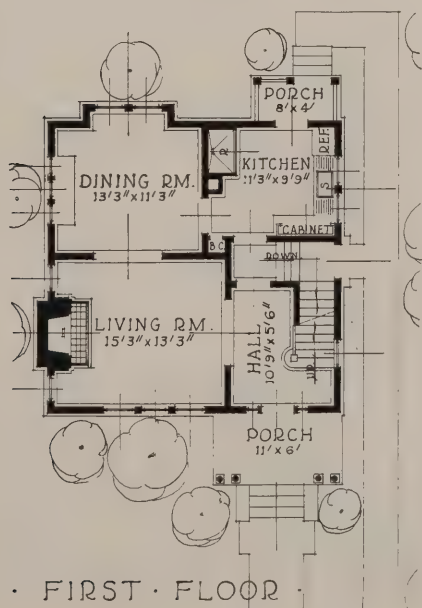 PORCH
8'x4'
REF.
R
KITCHEN
11'3"x9'9"
DINING RM.
13'3"x11'3"
S
CABINET
B.C.
DOWN
LIVING RM.
15'3"x13'3"
HALL
10'9"x5'6"
UP
PORCH
11'x6'
· FIRST · FLOOR ·